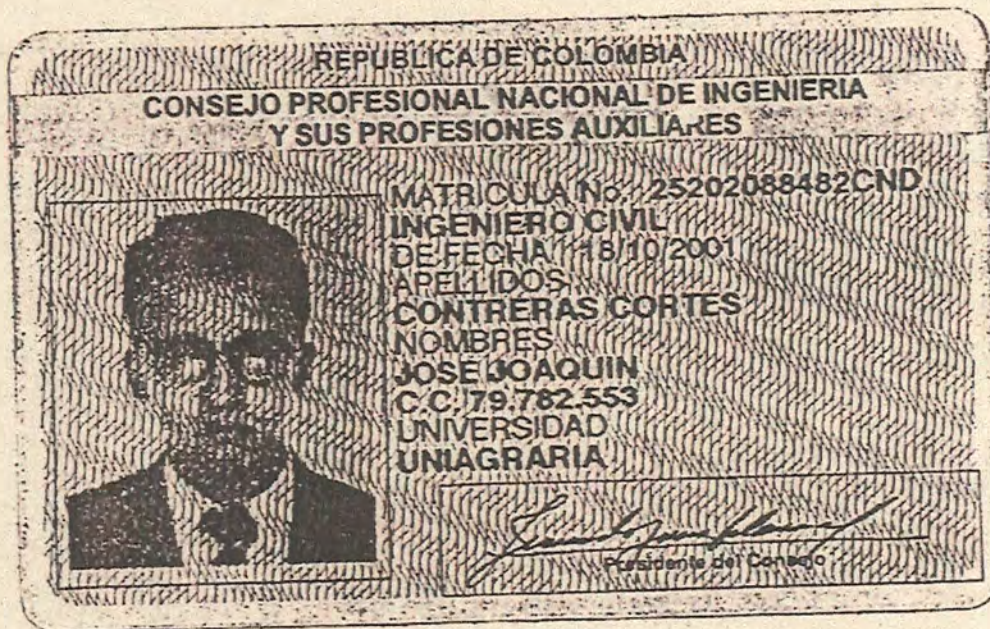 REPUBLICA DE COLOMBIA
CONSEJO PROFESIONAL NACIONAL DE INGENIERIA
Y SUS PROFESIONES AUXILIARES
MATRICULA No. 25202088482CND
INGENIERO CIVIL
DE FECHA 18/10/2001
APELLIDOS
CONTRERAS CORTES
NOMBRES
JOSE JOAQUIN
C.C. 79.782.553
UNIVERSIDAD
UNIAGRARIA
Presidente del Consejo